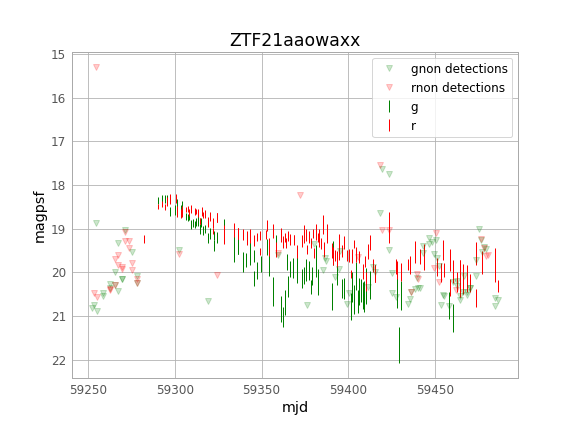 ZTF21aaowaxx
gnon detections
rnon detections
g
r
magpsf
15
16
17
18
19
20
21
22
59250
59300
59350
59400
59450
mjd